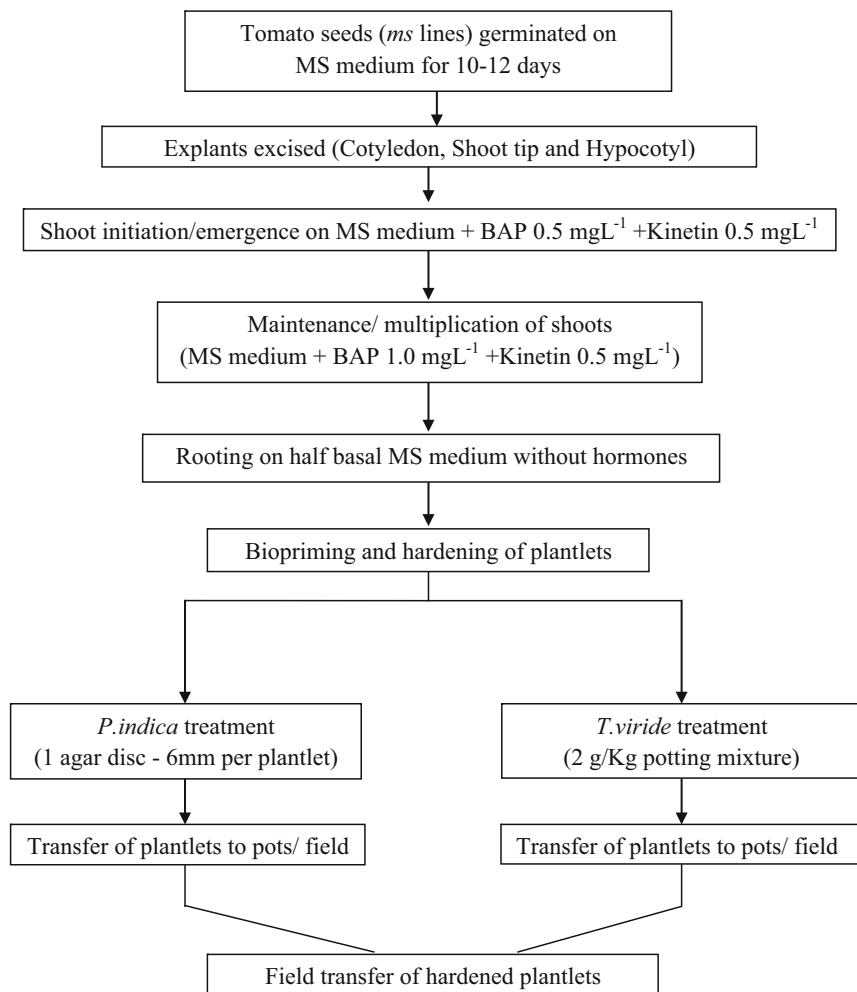 Tomato seeds (ms lines) germinated on
MS medium for 10-12 days
Explants excised (Cotyledon, Shoot tip and Hypocotyl)
Shoot initiation/emergence on MS medium + BAP 0.5 mgL⁻¹ +Kinetin 0.5 mgL⁻¹
Maintenance/ multiplication of shoots
(MS medium + BAP 1.0 mgL⁻¹ +Kinetin 0.5 mgL⁻¹)
Rooting on half basal MS medium without hormones
Biopriming and hardening of plantlets
P.indica treatment
(1 agar disc - 6mm per plantlet)
T.viride treatment
(2 g/Kg potting mixture)
Transfer of plantlets to pots/ field
Transfer of plantlets to pots/ field
Field transfer of hardened plantlets